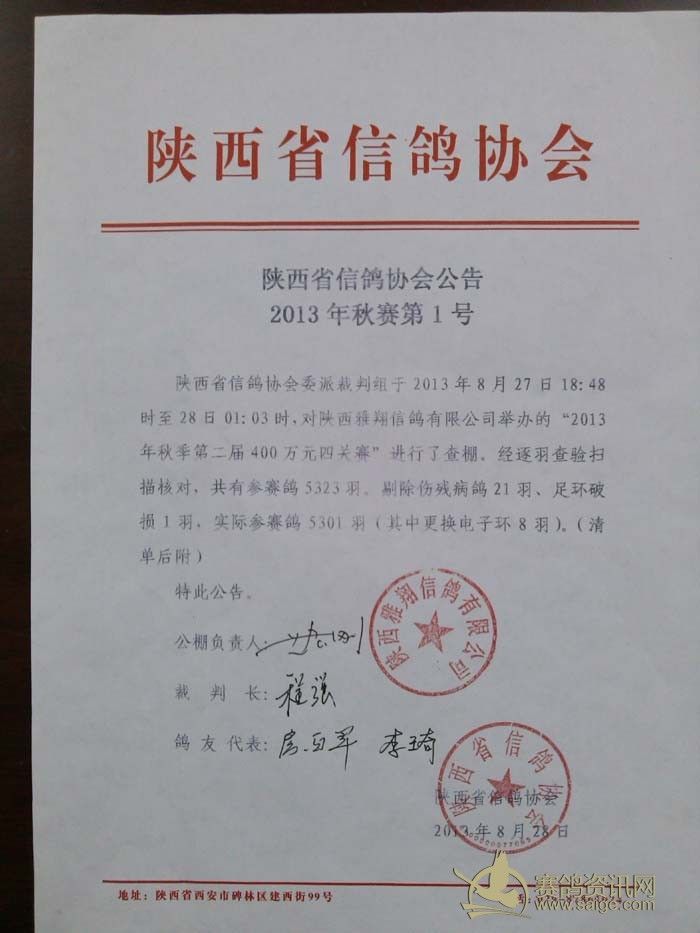 陕西省信鸽协会
陕西省信鸽协会公告
2013年秋赛第1号
陕西省信鸽协会委派裁判组于2013年8月27日18:48
时至28日01:03时,对陕西雅翔信鸽有限公司举办的“2013
年秋季第二届400万元四关赛”进行了查棚。经逐羽查验扫
描核对，共有参赛鸽5323羽。剔除伤残病鸽21羽、足环破
损1羽，实际参赛鸽5301羽（其中更换电子环8羽）。（清
单后附）
特此公告。
公棚负责人:
陕西雅翔信鸽有限公司
裁判长: 程强
鸽友代表: 李琦
陕西省信鸽协会
陕西省信鸽协会
2013年8月28日
地址：陕西省西安市碑林区建西街99号
赛鸽资讯网
www.saige.com